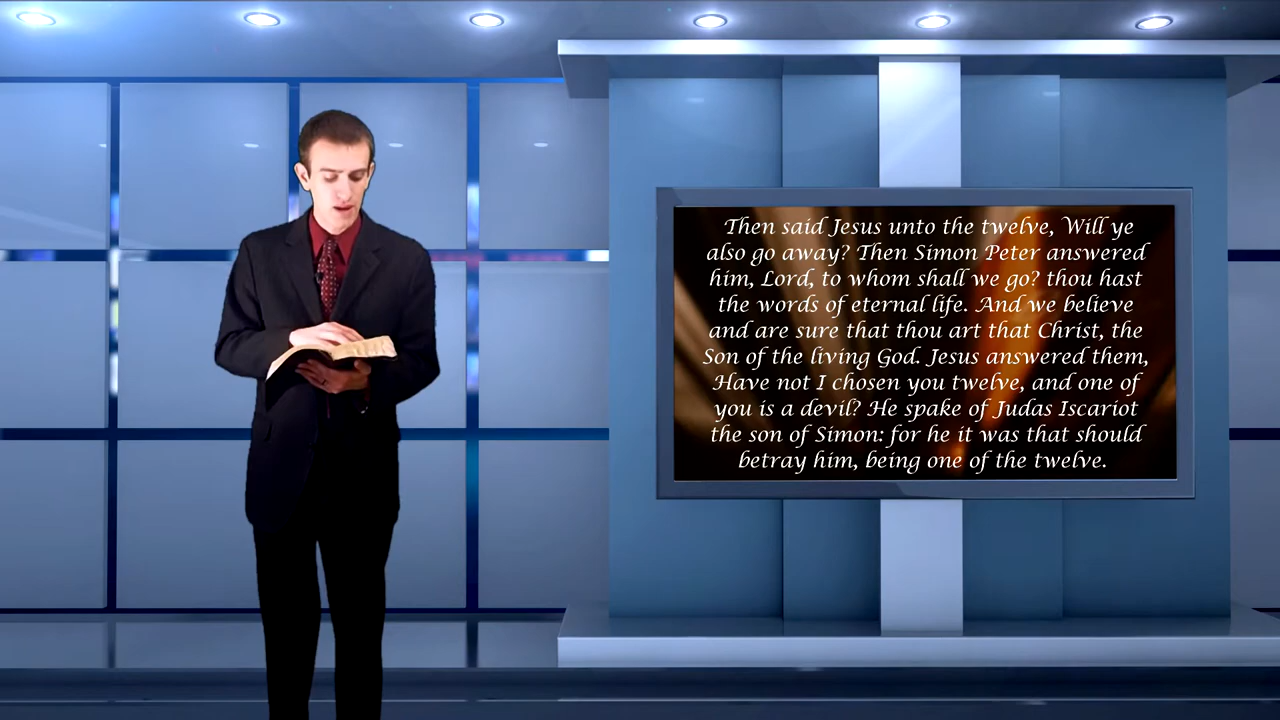 Then said Jesus unto the twelve, Will ye
also go away? Then Simon Peter answered
him, Lord, to whom shall we go? thou hast
the words of eternal life. And we believe
and are sure that thou art that Christ, the
Son of the living God. Jesus answered them,
Have not I chosen you twelve, and one of
you is a devil? He spake of Judas Iscariot
the son of Simon: for he it was that should
betray him, being one of the twelve.